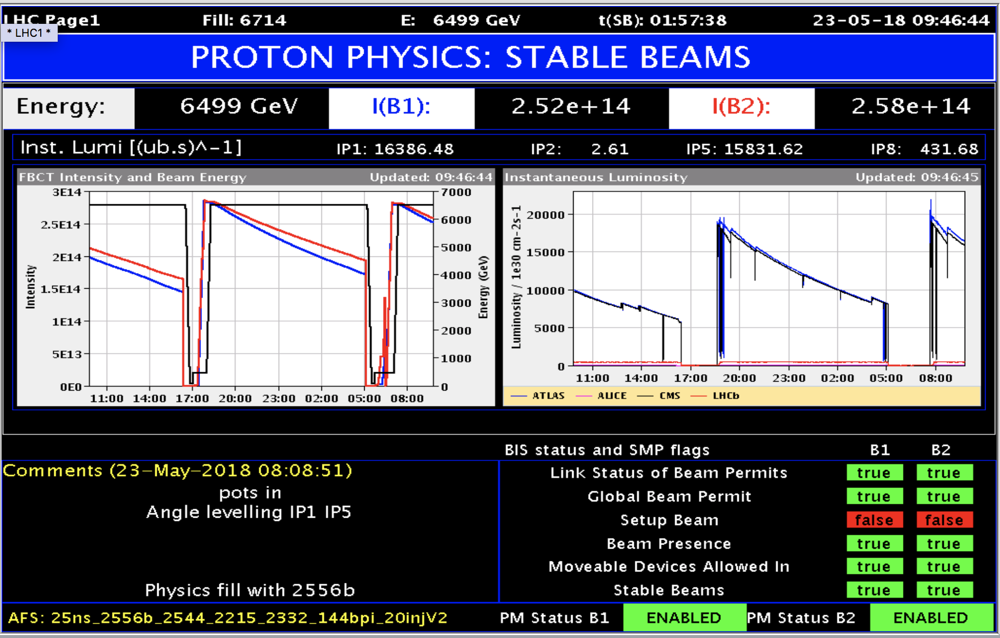 LHC Page1 Fill: 6714 E: 6499 GeV t(SB): 01:57:38 23-05-18 09:46:44
* LHC1 *
PROTON PHYSICS: STABLE BEAMS
Energy: 6499 GeV I(B1): 2.52e+14 I(B2): 2.58e+14
Inst. Lumi [(ub.s)^-1] IP1: 16386.48 IP2: 2.61 IP5: 15831.62 IP8: 431.68
FBCT Intensity and Beam Energy Updated: 09:46:44
3E14
2.5E14
2E14
1.5E14
1E14
5E13
0E0
Intensity
7000
6000
5000
4000
3000
2000
1000
0
Energy (GeV)
11:00 14:00 17:00 20:00 23:00 02:00 05:00 08:00
Instantaneous Luminosity Updated: 09:46:45
Luminosity / 1e30 cm-2s-1
20000
15000
10000
5000
0
11:00 14:00 17:00 20:00 23:00 02:00 05:00 08:00
ATLAS ALICE CMS LHCb
Comments (23-May-2018 08:08:51)
pots in
Angle levelling IP1 IP5
Physics fill with 2556b
BIS status and SMP flags B1 B2
Link Status of Beam Permits true true
Global Beam Permit true true
Setup Beam false false
Beam Presence true true
Moveable Devices Allowed In true true
Stable Beams true true
AFS: 25ns_2556b_2544_2215_2332_144bpi_20injV2 PM Status B1 ENABLED PM Status B2 ENABLED